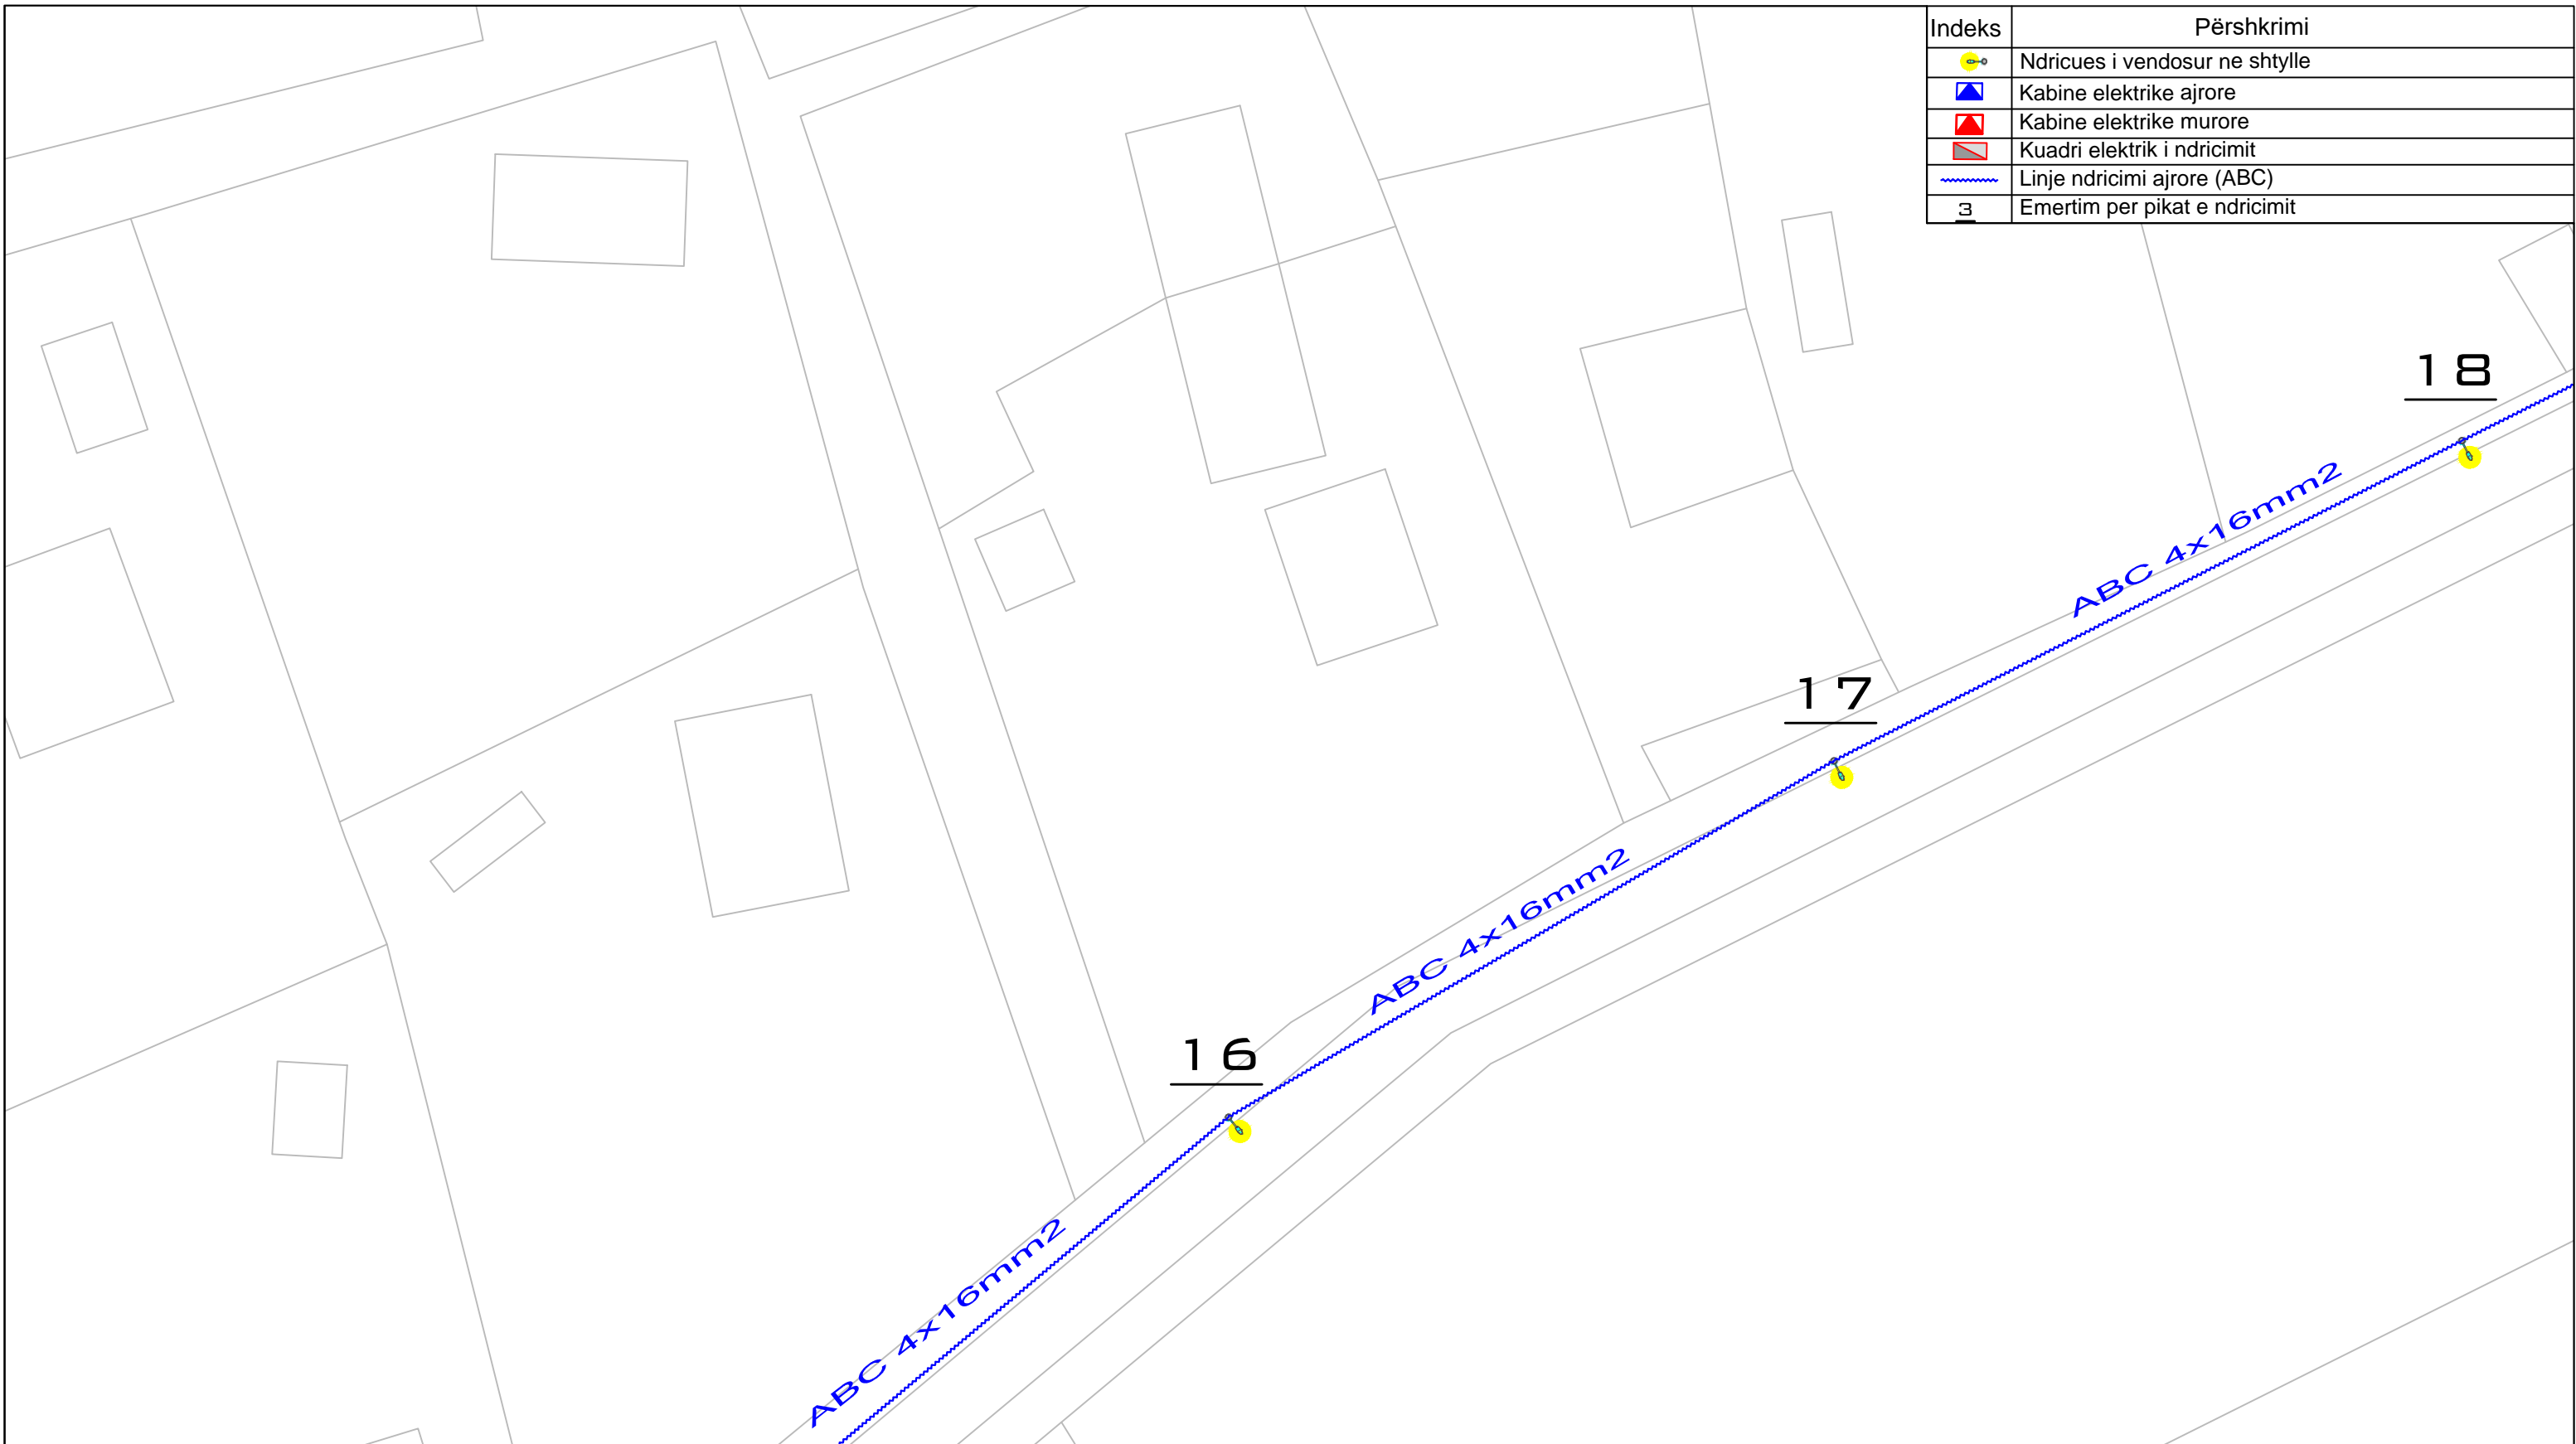 Indeks Përshkrimi
Ndricues i vendosur ne shtylle
Kabine elektrike ajrore
Kabine elektrike murore
Kuadri elektrik i ndricimit
Linje ndricimi ajrore (ABC)
3 Emertim per pikat e ndricimit
18
ABC 4x16mm2
17
ABC 4x16mm2
16
ABC 4x16mm2